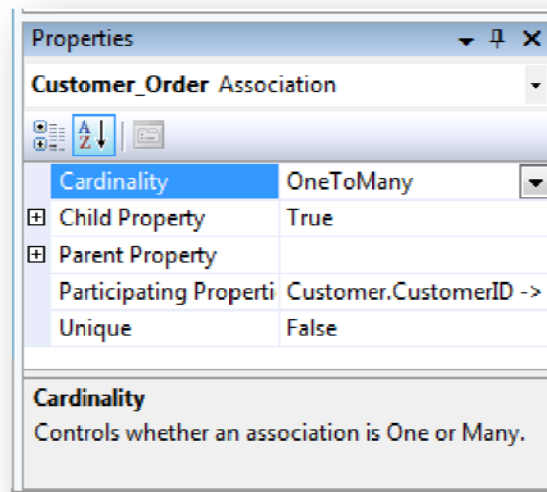 Properties
Customer_Order Association
Cardinality OneToMany
Child Property True
Parent Property
Participating Properti Customer.CustomerID ->
Unique False
Cardinality
Controls whether an association is One or Many.